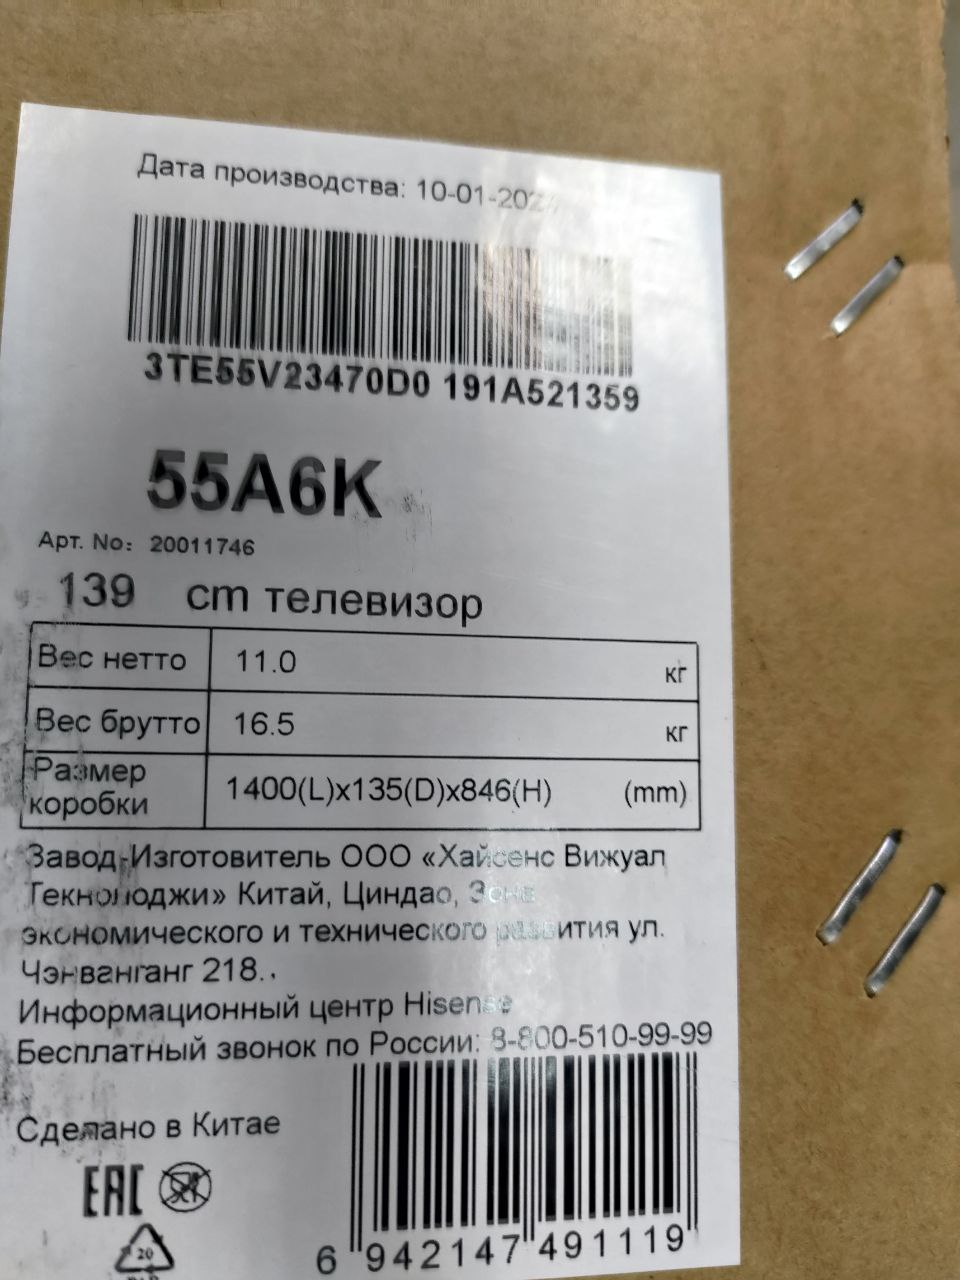 Дата производства: 10-01-202
3TE55V23470D0 191A521359
55A6K
Арт. No: 20011746
139 cm телевизор
Вес нетто 11.0 кг
Вес брутто 16.5 кг
Размер
коробки 1400(L)x135(D)x846(H) (mm)
Завод-Изготовитель ООО «Хайсенс Вижуал
Текнолоджи» Китай, Циндао, Зона
экономического и технического развития ул.
Чэнванганг 218..
Информационный центр Hisense
Бесплатный звонок по России: 8-800-510-99-99
Сделано в Китае
EAC
20
PAP
6 942147 491119